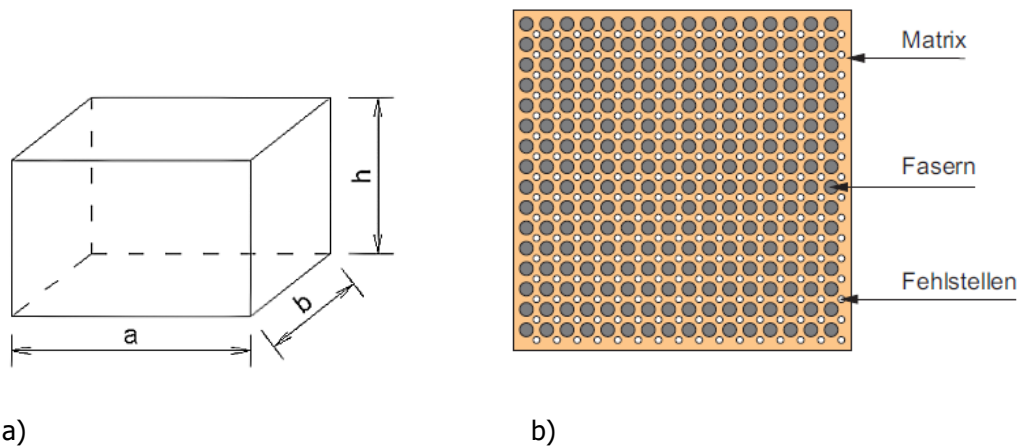 h
b
a
Matrix
Fasern
Fehlstellen
a)
b)